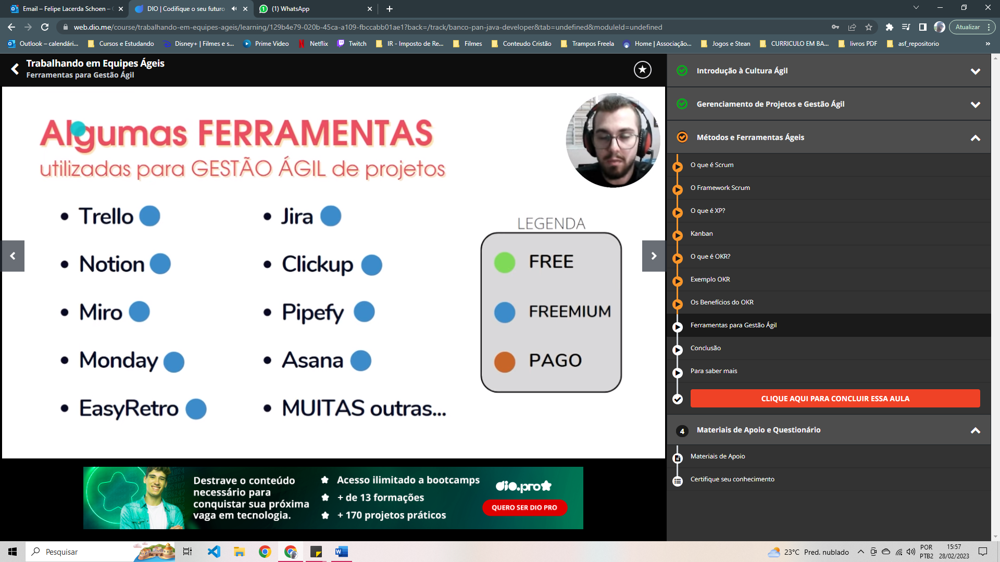 Email – Felipe Lacerda Schoen –
DIO | Codifique o seu futuro
(1) WhatsApp
web.dio.me/course/trabalhando-em-equipes-ageis/learning/129b4e79-020b-45ca-a109-fbccabb01ae1?back=/track/banco-pan-java-developer&tab=undefined&moduleId=undefined
Atualizar
Outlook – calendári...
Cursos e Estudando
Disney+ | Filmes e s...
Prime Video
Netflix
Twitch
IR - Imposto de Re...
Filmes
Conteudo Cristão
Trampos Freela
Home | Associação...
Jogos e Stean
CURRICULO EM BA...
livros PDF
asf_repositorio
Trabalhando em Equipes Ágeis
Ferramentas para Gestão Ágil
Algumas FERRAMENTAS
utilizadas para GESTÃO ÁGIL de projetos
• Trello
• Notion
• Miro
• Monday
• EasyRetro
• Jira
• Clickup
• Pipefy
• Asana
• MUITAS outras...
LEGENDA
FREE
FREEMIUM
PAGO
Destrave o conteúdo
necessário para
conquistar sua próxima
vaga em tecnologia.
Acesso ilimitado a bootcamps
+ de 13 formações
+ 170 projetos práticos
dio.pro
QUERO SER DIO PRO
Introdução à Cultura Ágil
Gerenciamento de Projetos e Gestão Ágil
Métodos e Ferramentas Ágeis
O que é Scrum
O Framework Scrum
O que é XP?
Kanban
O que é OKR?
Exemplo OKR
Os Benefícios do OKR
Ferramentas para Gestão Ágil
Conclusão
Para saber mais
CLIQUE AQUI PARA CONCLUIR ESSA AULA
4 Materiais de Apoio e Questionário
Materiais de Apoio
Certifique seu conhecimento
Pesquisar
23°C Pred. nublado
POR
PTB2
15:57
28/02/2023